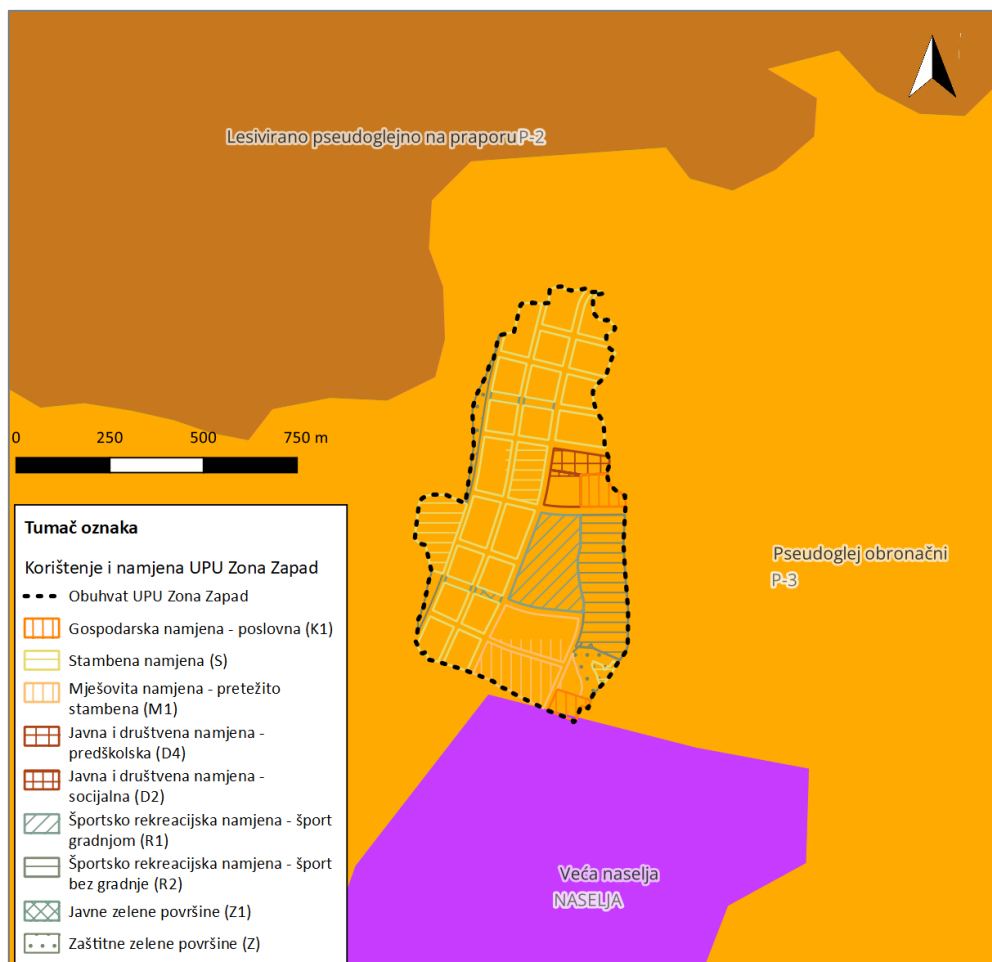 Lesivirano pseudoglejno na praporuP-2
0 250 500 750 m
Tumač oznaka
Korištenje i namjena UPU Zona Zapad
Obuhvat UPU Zona Zapad
Gospodarska namjena - poslovna (K1)
Stambena namjena (S)
Mješovita namjena - pretežito
stambena (M1)
Javna i društvena namjena -
predškolska (D4)
Javna i društvena namjena -
socijalna (D2)
Športsko rekreacijska namjena - šport
gradnjom (R1)
Športsko rekreacijska namjena - šport
bez gradnje (R2)
Javne zelene površine (Z1)
Zaštitne zelene površine (Z)
Pseudoglej obronačni
P-3
Veća naselja
NASELJA